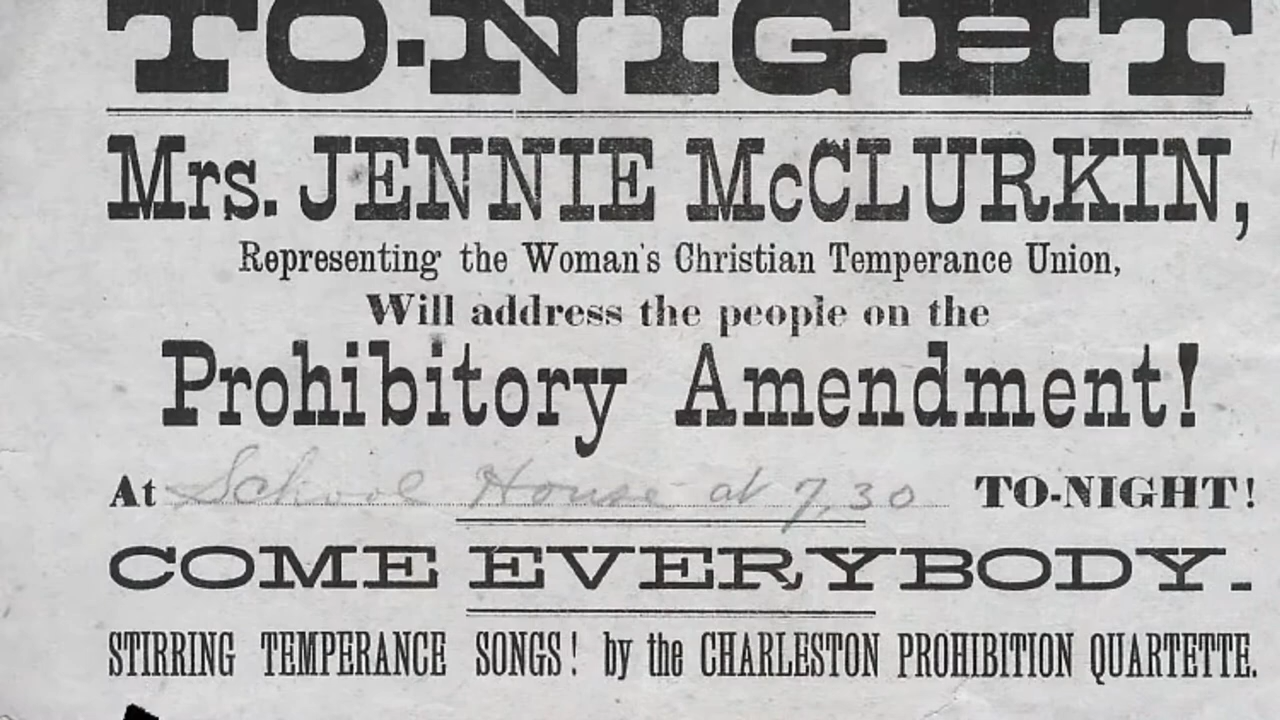 TO-NIGHT
Mrs. JENNIE McCLURKIN,
Representing the Woman's Christian Temperance Union,
Will address the people on the
Prohibitory Amendment!
At School House at 7,30 TO-NIGHT!
COME EVERYBODY.
STIRRING TEMPERANCE SONGS! by the CHARLESTON PROHIBITION QUARTETTE.